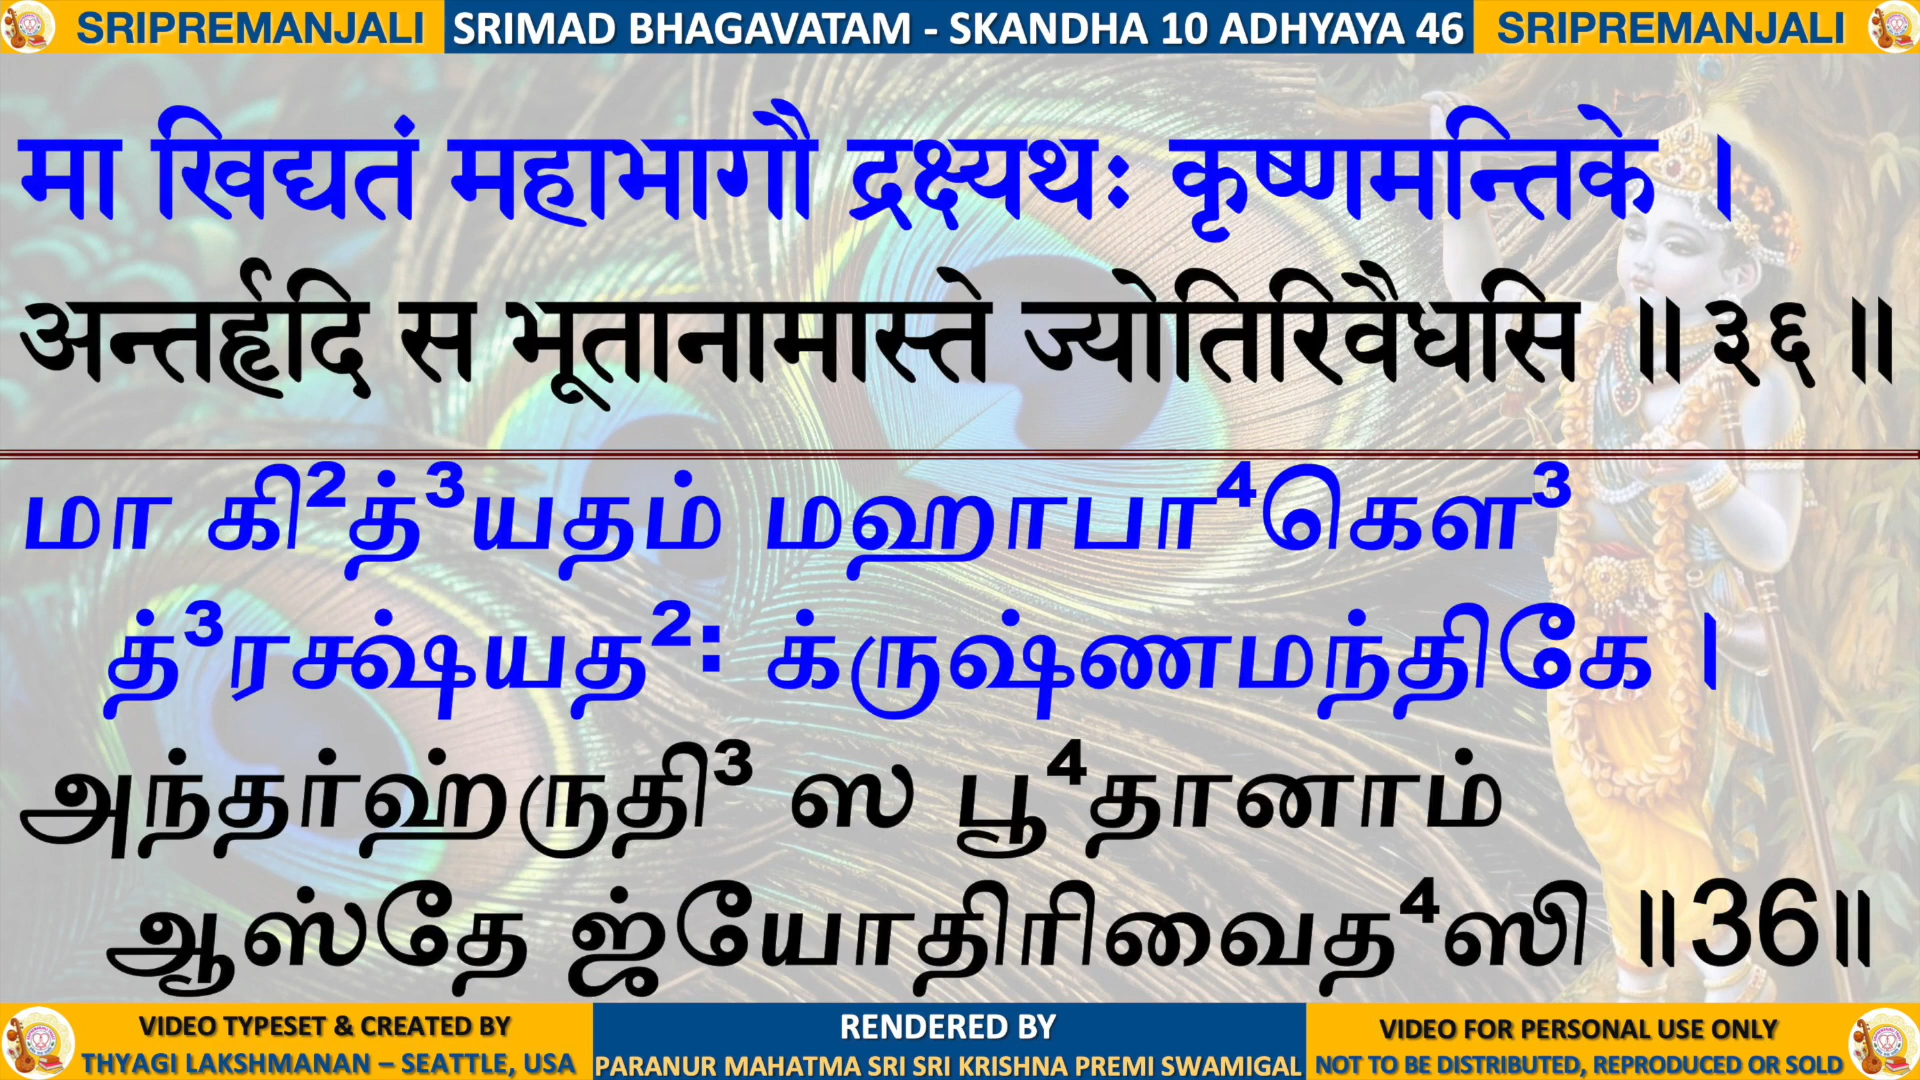 SRIPREMANJALI SRIMAD BHAGAVATAM - SKANDHA 10 ADHYAYA 46 SRIPREMANJALI
मा खिद्यतं महाभागौ द्रक्ष्यथः कृष्णमन्तिके ।
अन्तर्हृदि स भूतानामास्ते ज्योतिरिवैधसि ॥३६॥
மா கி²த்³யதம் மஹாபா⁴கௌ³
த்³ரக்ஷ்யத²: க்ருஷ்ணமந்திகே ।
அந்தர்ஹ்ருதி³ ஸ பூ⁴தானாம்
ஆஸ்தே ஜ்யோதிரிவைத⁴ஸி ॥36॥
VIDEO TYPESET & CREATED BY
THYAGI LAKSHMANAN – SEATTLE, USA
RENDERED BY
PARANUR MAHATMA SRI SRI KRISHNA PREMI SWAMIGAL
VIDEO FOR PERSONAL USE ONLY
NOT TO BE DISTRIBUTED, REPRODUCED OR SOLD